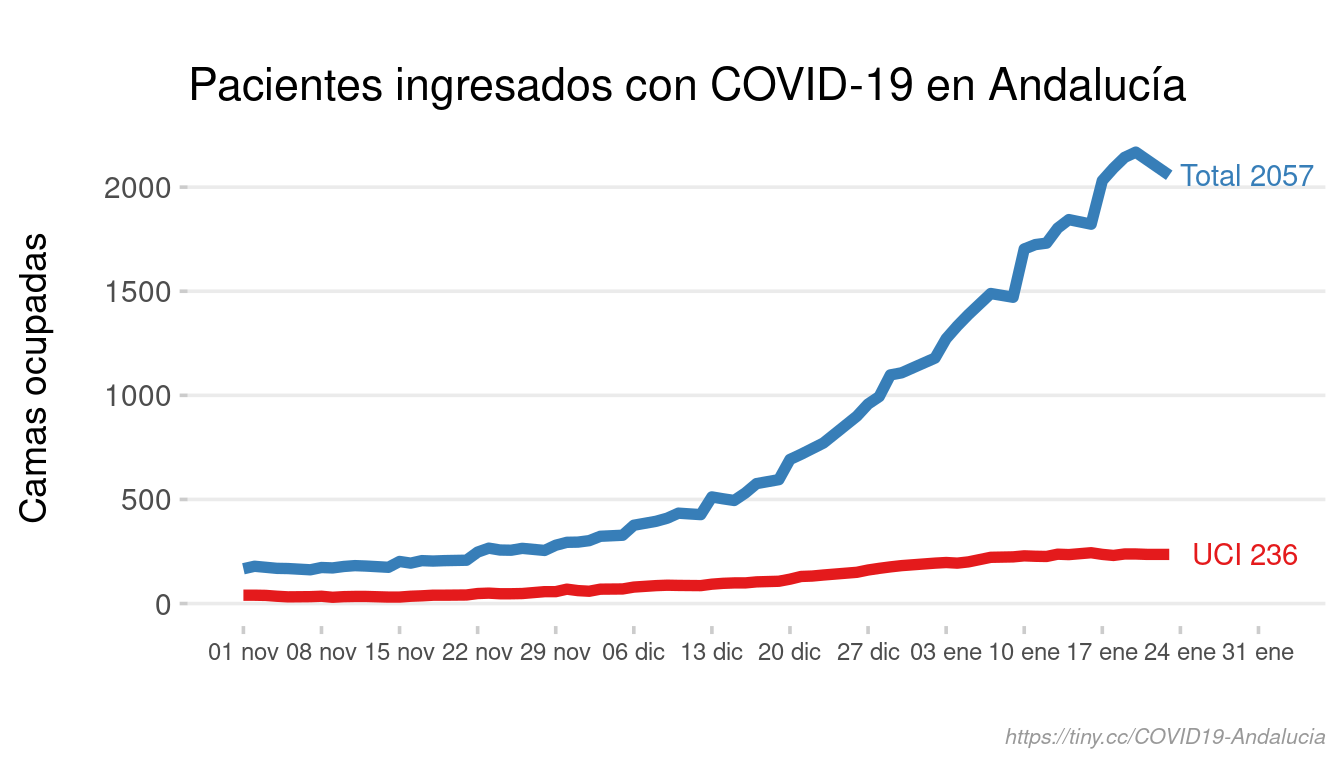 Pacientes ingresados con COVID-19 en Andalucía
Camas ocupadas
2000
1500
1000
500
0
Total 2057
UCI 236
01 nov 08 nov 15 nov 22 nov 29 nov 06 dic 13 dic 20 dic 27 dic 03 ene 10 ene 17 ene 24 ene 31 ene
https://tiny.cc/COVID19-Andalucia